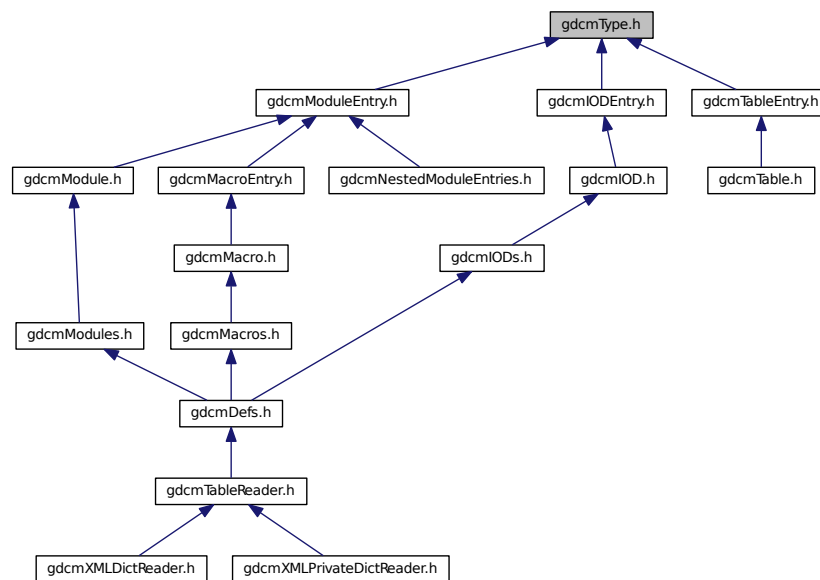 gdcmType.h
gdcmModuleEntry.h
gdcmIODEntry.h
gdcmTableEntry.h
gdcmModule.h
gdcmMacroEntry.h
gdcmNestedModuleEntries.h
gdcmIOD.h
gdcmTable.h
gdcmMacro.h
gdcmIODs.h
gdcmModules.h
gdcmMacros.h
gdcmDefs.h
gdcmTableReader.h
gdcmXMLDictReader.h
gdcmXMLPrivateDictReader.h